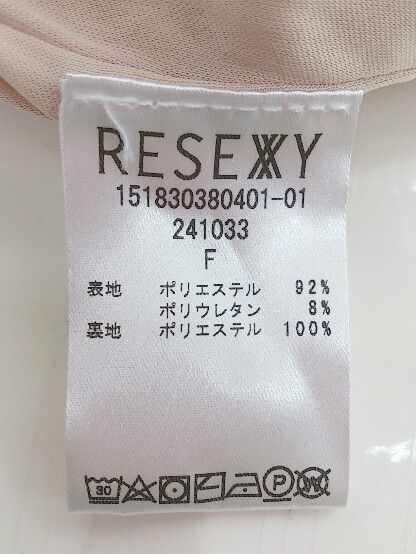 RESEXXY
151830380401-01
241033
F
表地 ポリエステル 92%
ポリウレタン 8%
裏地 ポリエステル 100%
30 P W